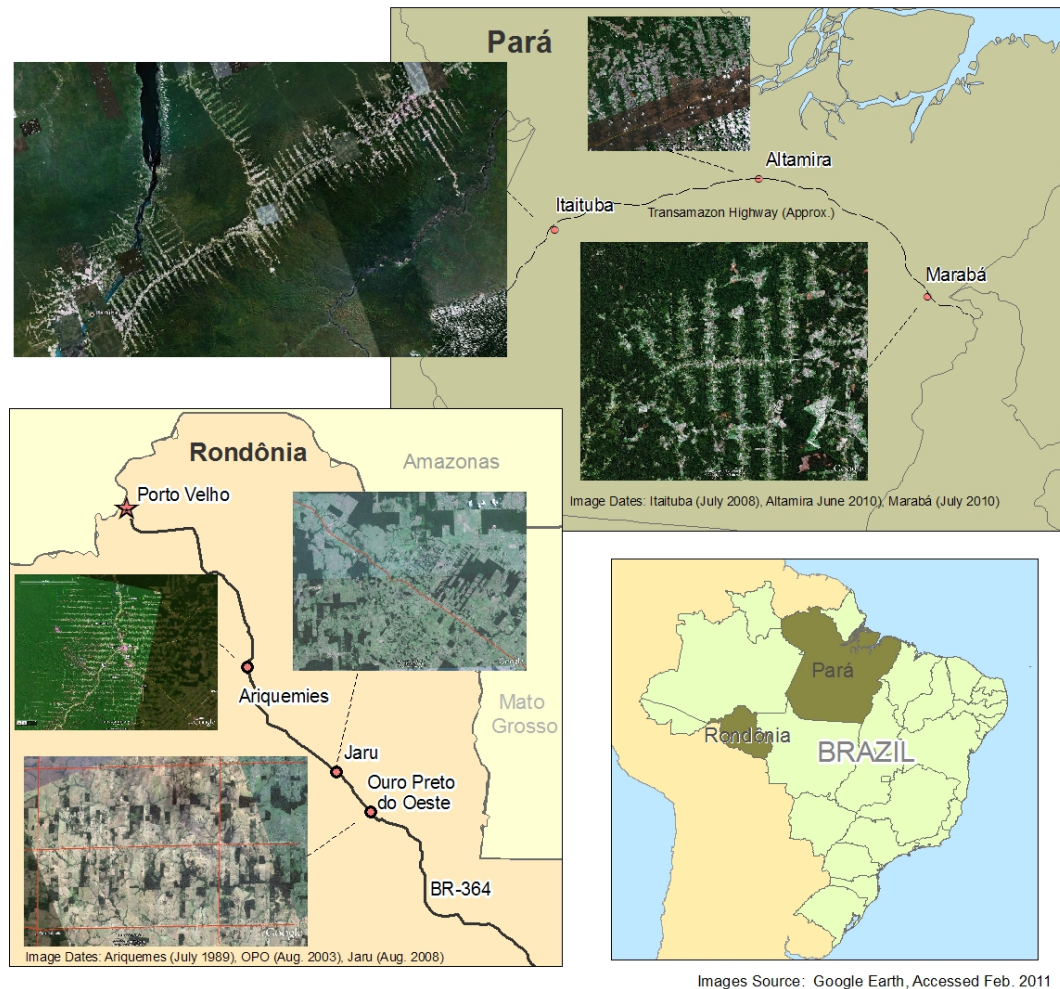 Pará
Altamira
Itaituba
Transamazon Highway (Approx.)
Marabá
Image Dates: Itaituba (July 2008), Altamira June 2010), Marabá (July 2010)
Rondônia
Amazonas
Porto Velho
Ariquemies
Mato
Grosso
Jaru
Ouro Preto
do Oeste
BR-364
Google
Image Dates: Ariquemes (July 1989), OPO (Aug. 2003), Jaru (Aug. 2008)
Pará
Rondônia
BRAZIL
Images Source: Google Earth, Accessed Feb. 2011